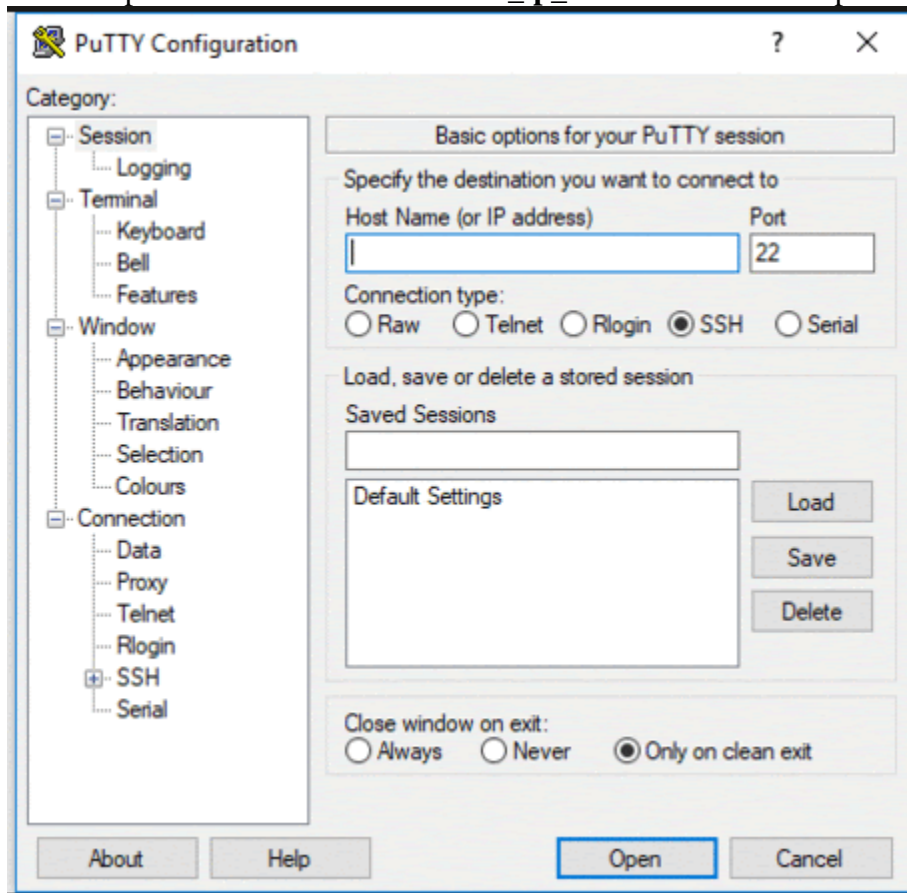 PuTTY Configuration ? ×
Category:
Session
Logging
Terminal
Keyboard
Bell
Features
Window
Appearance
Behaviour
Translation
Selection
Colours
Connection
Data
Proxy
Telnet
Rlogin
SSH
Serial
Basic options for your PuTTY session
Specify the destination you want to connect to
Host Name (or IP address) Port
22
Connection type:
Raw Telnet Rlogin SSH Serial
Load, save or delete a stored session
Saved Sessions
Default Settings
Load
Save
Delete
Close window on exit:
Always Never Only on clean exit
About Help Open Cancel